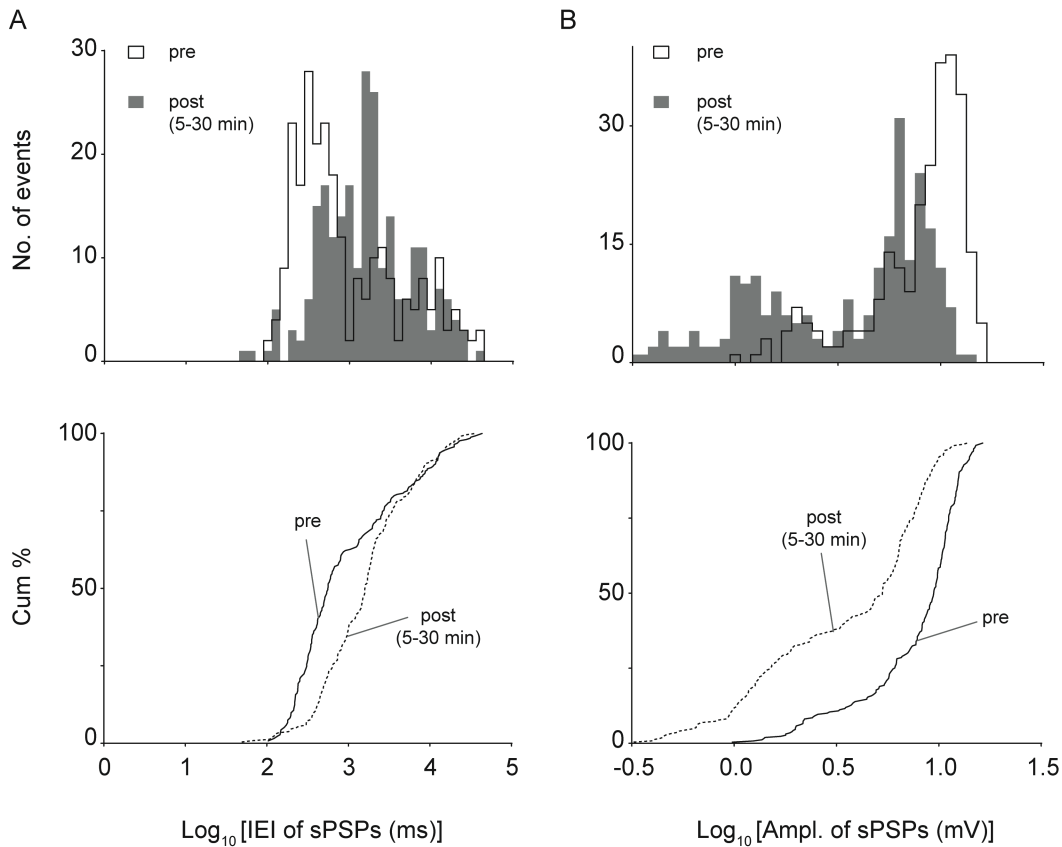 A
30
pre
post
(5-30 min)
20
No. of events
10
0
B
pre
post
(5-30 min)
30
15
0
100
pre
Cum %
50
post
(5-30 min)
0
0 1 2 3 4 5
Log10 [IEI of sPSPs (ms)]
100
post
(5-30 min)
50
pre
0
-0.5 0.0 0.5 1.0 1.5
Log10 [Ampl. of sPSPs (mV)]